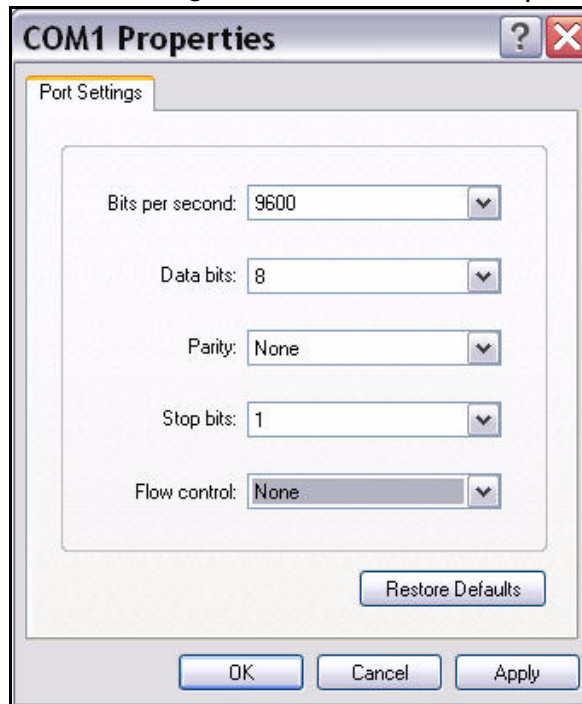 COM1 Properties
Port Settings
Bits per second: 9600
Data bits: 8
Parity: None
Stop bits: 1
Flow control: None
Restore Defaults
OK Cancel Apply